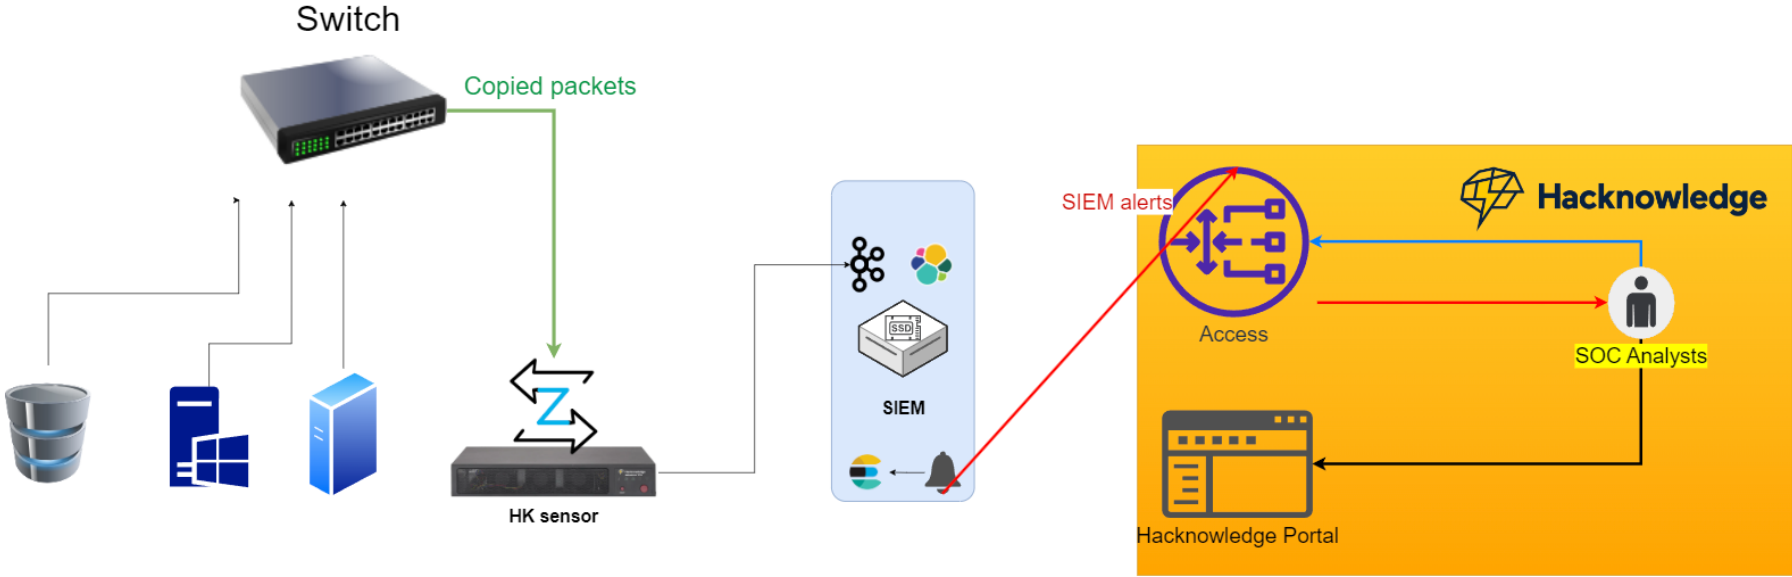 Switch
Copied packets
HK sensor
SSD
SIEM
SIEM alerts
Hacknowledge
Access
SOC Analysts
Hacknowledge Portal